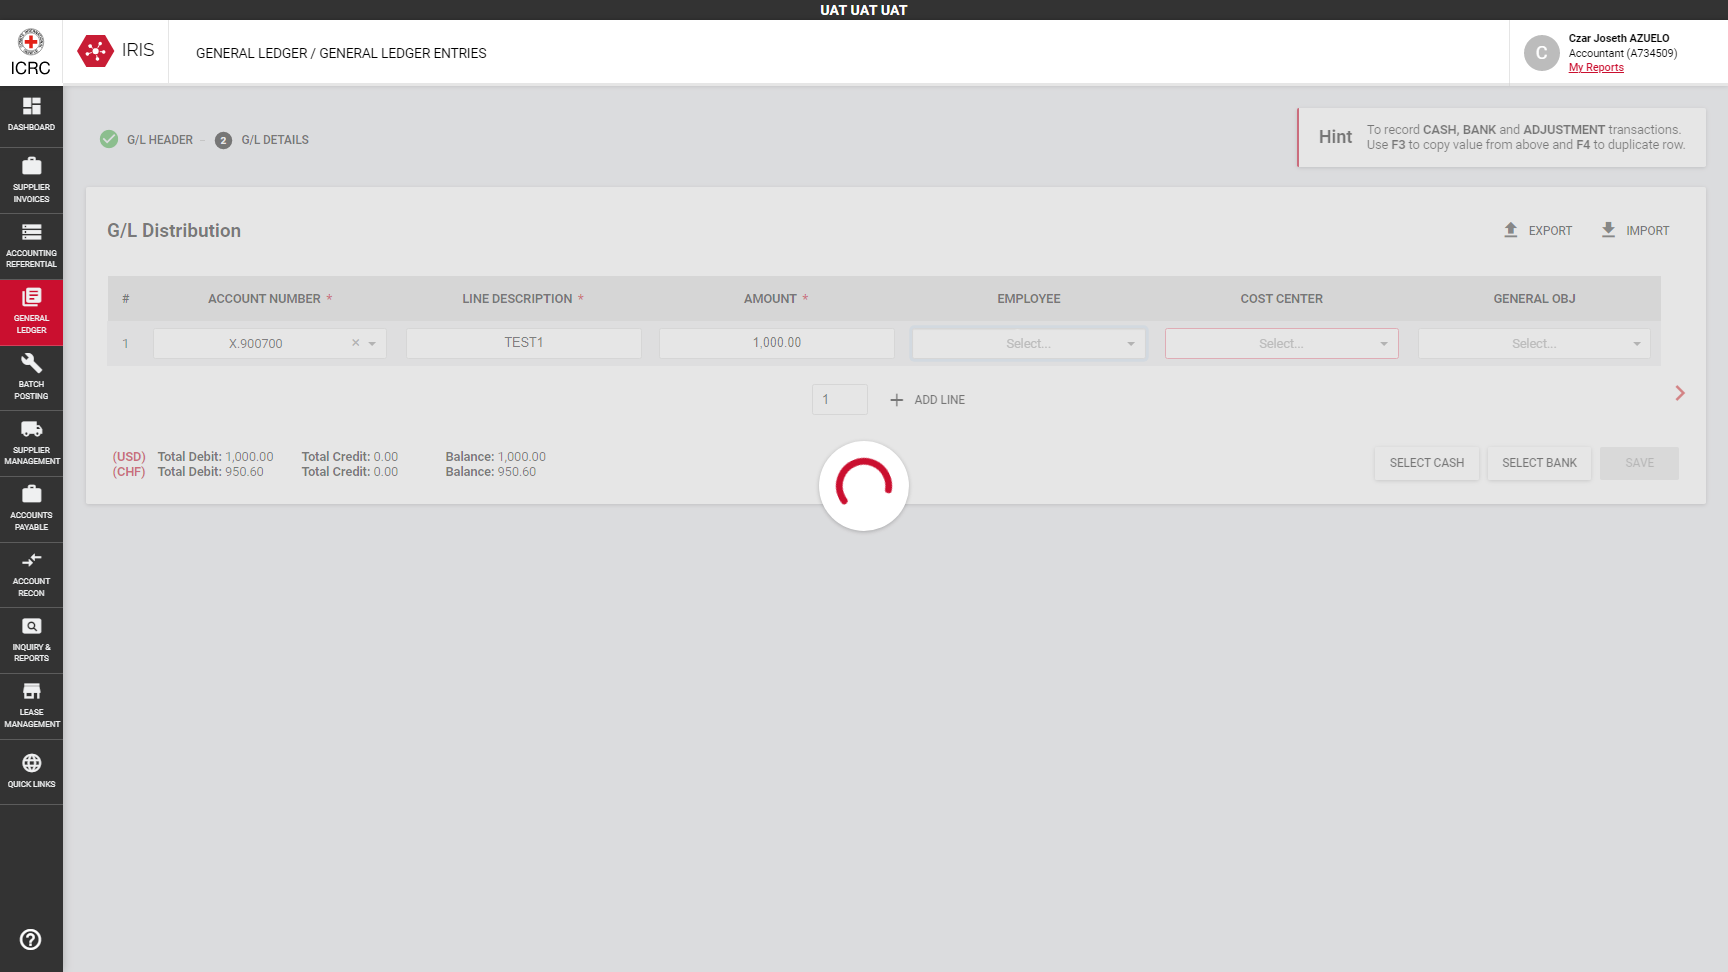 UAT UAT UAT
ICRC
IRIS
GENERAL LEDGER / GENERAL LEDGER ENTRIES
C
Czar Joseth AZUELO
Accountant (A734509)
My Reports
DASHBOARD
SUPPLIER
INVOICES
ACCOUNTING
REFERENTIAL
GENERAL
LEDGER
BATCH
POSTING
SUPPLIER
MANAGEMENT
ACCOUNTS
PAYABLE
ACCOUNT
RECON
INQUIRY &
REPORTS
LEASE
MANAGEMENT
QUICK LINKS
G/L HEADER - 2 G/L DETAILS
Hint
To record CASH, BANK and ADJUSTMENT transactions.
Use F3 to copy value from above and F4 to duplicate row.
G/L Distribution
EXPORT IMPORT
# ACCOUNT NUMBER * LINE DESCRIPTION * AMOUNT * EMPLOYEE COST CENTER GENERAL OBJ
1 X.900700 × TEST1 1,000.00 Select... Select... Select...
1 + ADD LINE
(USD) Total Debit: 1,000.00 Total Credit: 0.00 Balance: 1,000.00
(CHF) Total Debit: 950.60 Total Credit: 0.00 Balance: 950.60
SELECT CASH SELECT BANK SAVE